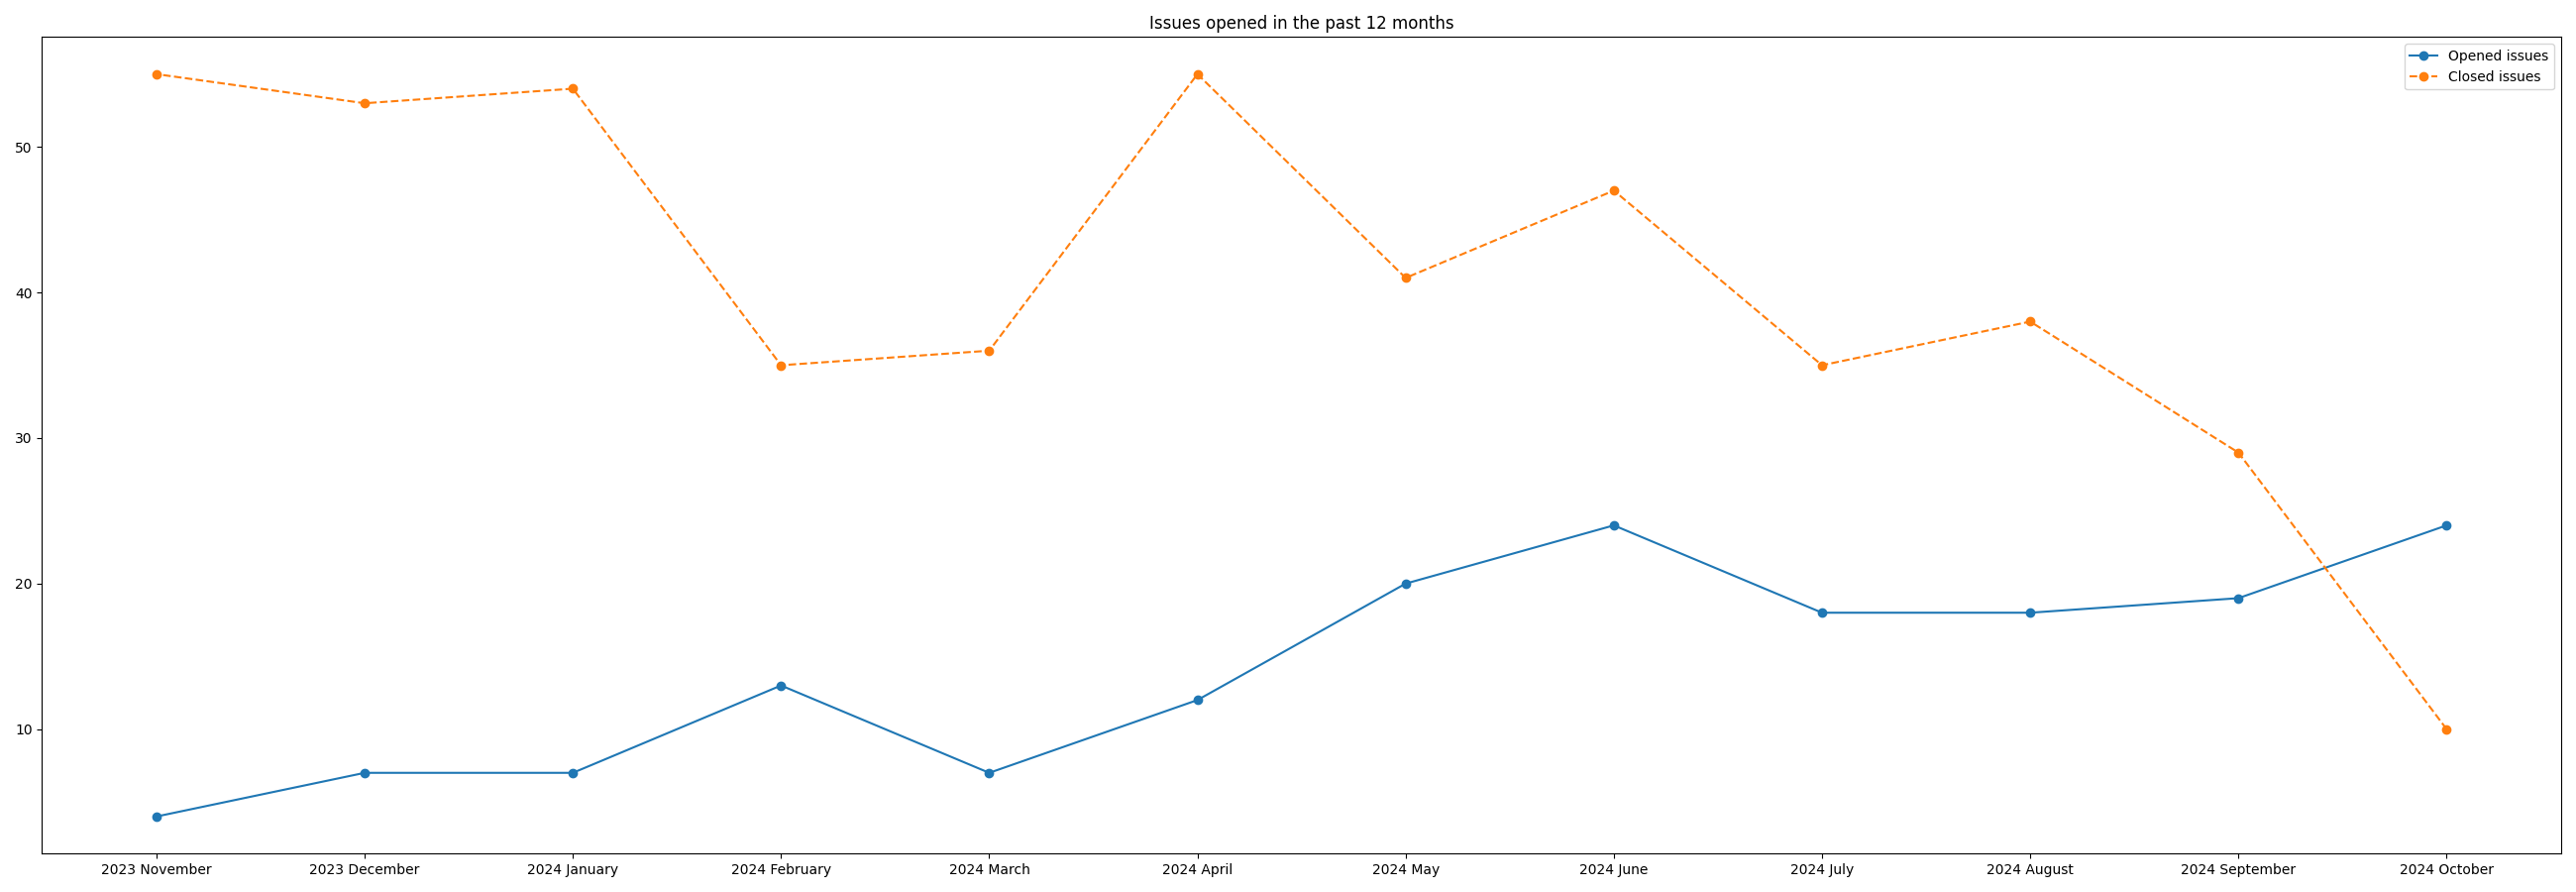 Issues opened in the past 12 months
Opened issues
Closed issues
50
40
30
20
10
2023 November 2023 December 2024 January 2024 February 2024 March 2024 April 2024 May 2024 June 2024 July 2024 August 2024 September 2024 October